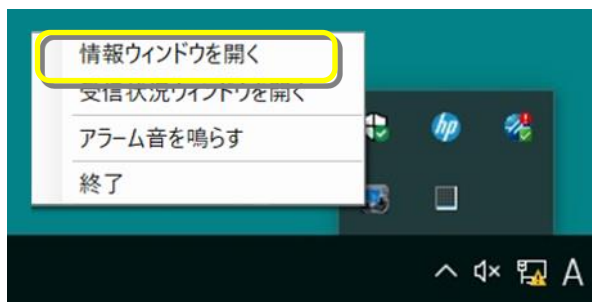 情報ウィンドウを開く
受信状況ウィンドウを開く
アラーム音を鳴らす
終了
hp
A